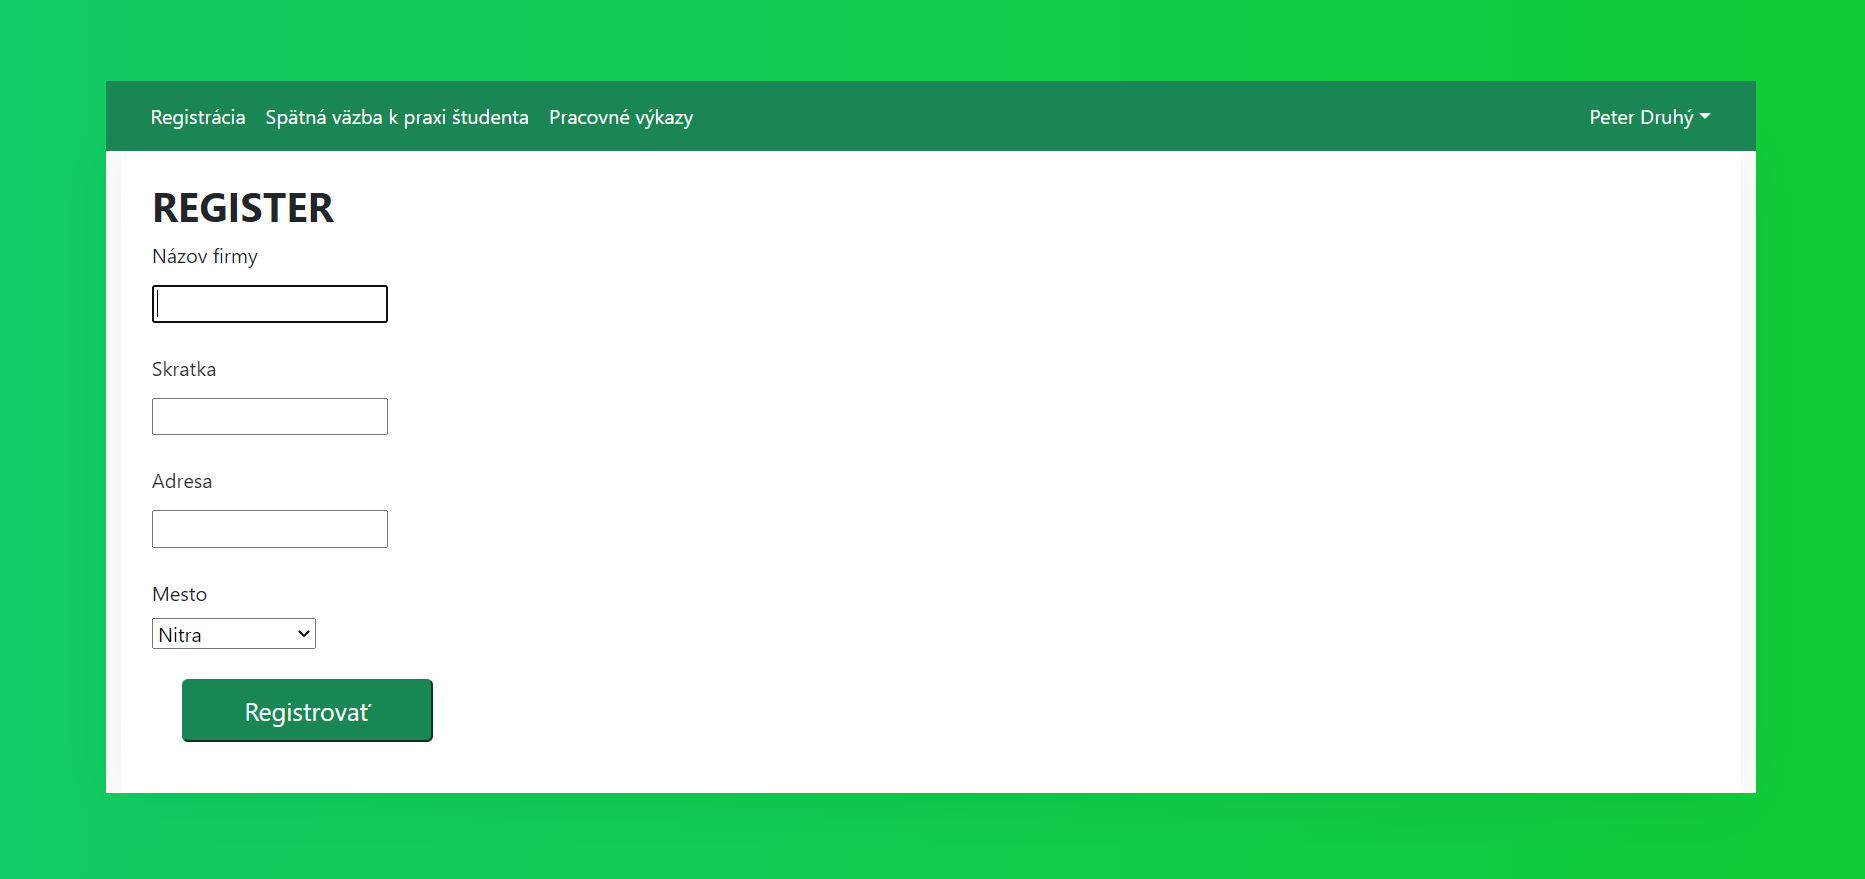 Registrácia Spätná väzba k praxi študenta Pracovné výkazy Peter Druhý
REGISTER
Názov firmy
Skratka
Adresa
Mesto
Nitra
Registrovať